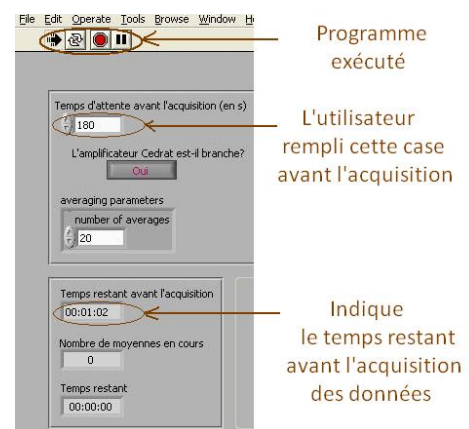 File Edit Operate Tools Browse Window
Programme
exécuté
Temps d'attente avant l'acquisition (en s)
180
L'utilisateur
rempli cette case
avant l'acquisition
L'amplificateur Cedrat est-il branche?
Oui
averaging parameters
number of averages
20
Temps restant avant l'acquisition
00:01:02
Indique
le temps restant
avant l'acquisition
des données
Nombre de moyennes en cours
0
Temps restant
00:00:00